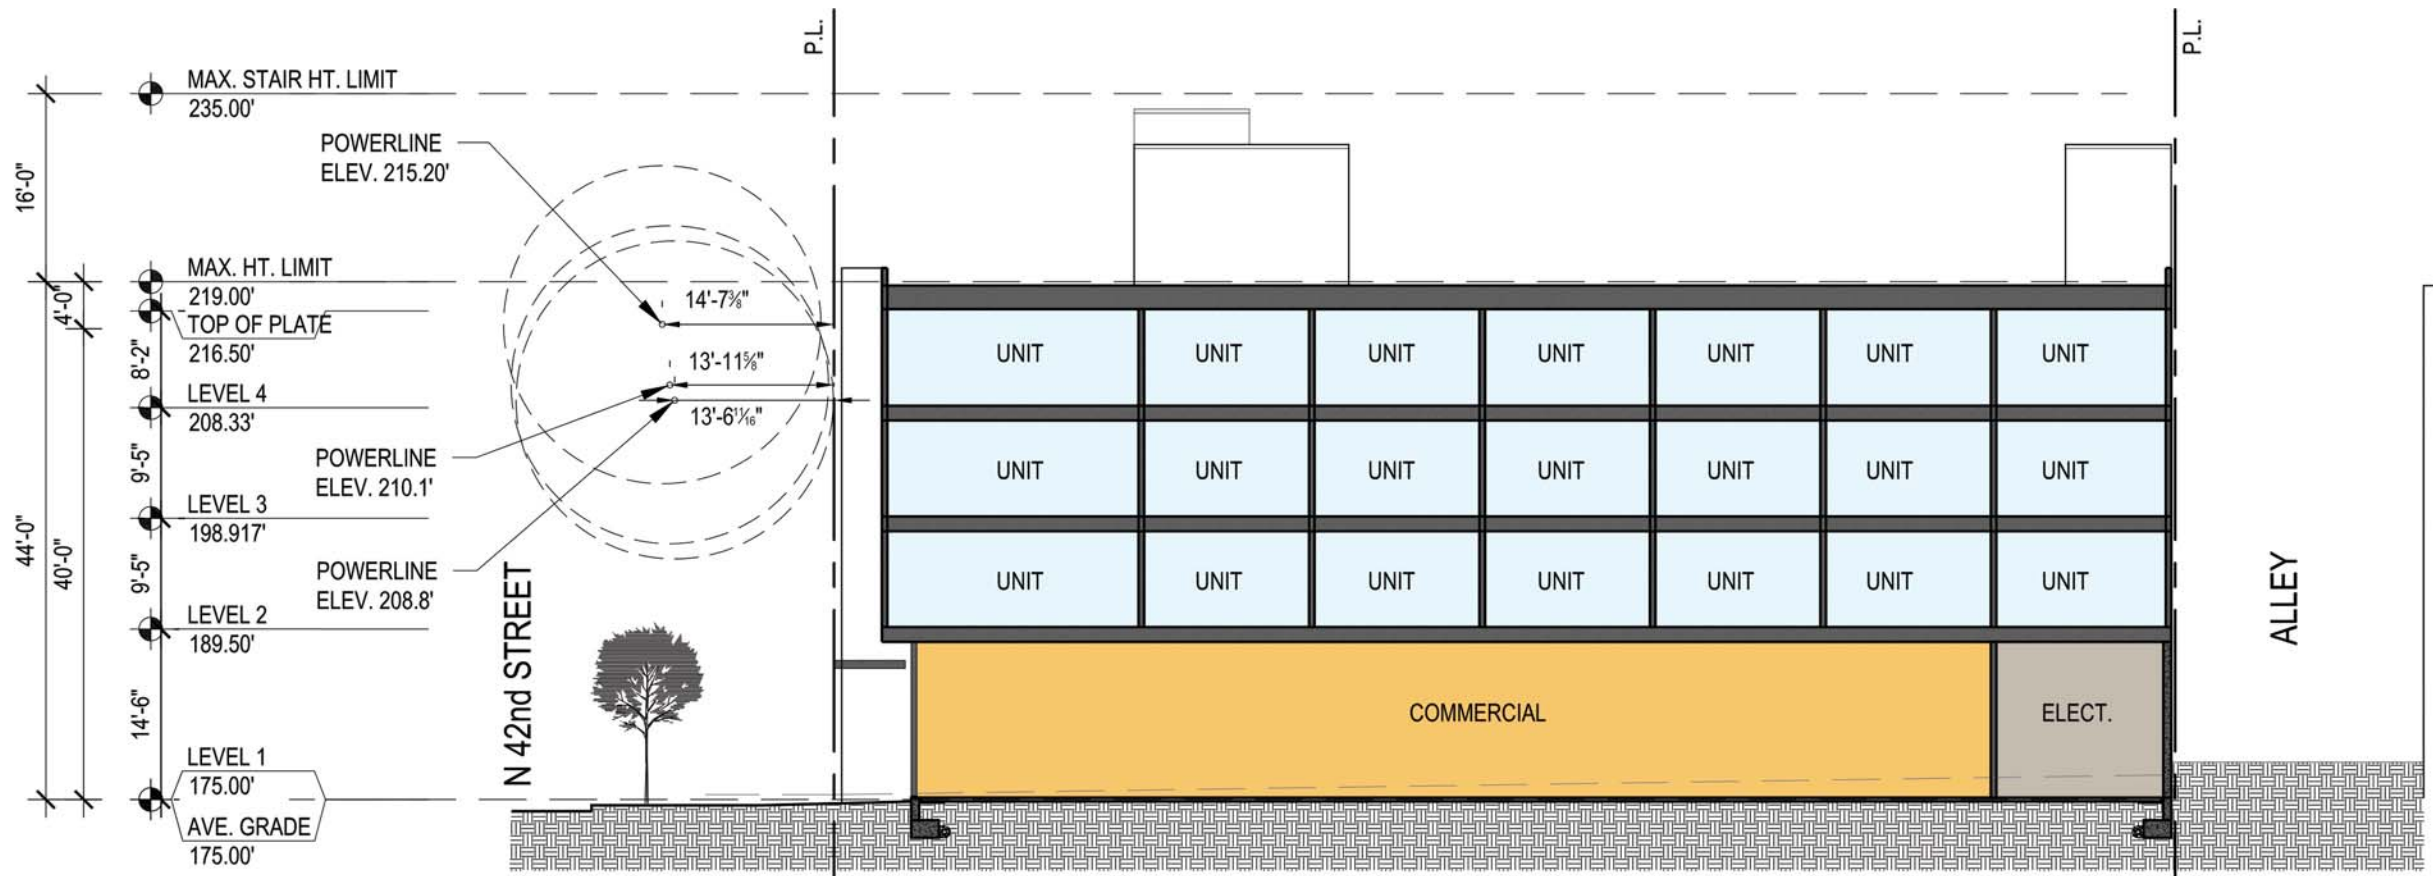 P.L.
P.L.
MAX. STAIR HT. LIMIT
235.00'
POWERLINE
ELEV. 215.20'
16'-0"
MAX. HT. LIMIT
219.00'
4'-0"
TOP OF PLATE
216.50'
14'-7⅜"
8'-2"
13'-11⅝"
LEVEL 4
208.33'
13'-6¹¹⁄₁₆"
UNIT UNIT UNIT UNIT UNIT UNIT UNIT
9'-5"
POWERLINE
ELEV. 210.1'
UNIT UNIT UNIT UNIT UNIT UNIT UNIT
LEVEL 3
198.917'
44'-0"
40'-0"
9'-5"
POWERLINE
ELEV. 208.8'
UNIT UNIT UNIT UNIT UNIT UNIT UNIT
LEVEL 2
189.50'
N 42nd STREET
ALLEY
14'-6"
COMMERCIAL
ELECT.
LEVEL 1
175.00'
AVE. GRADE
175.00'